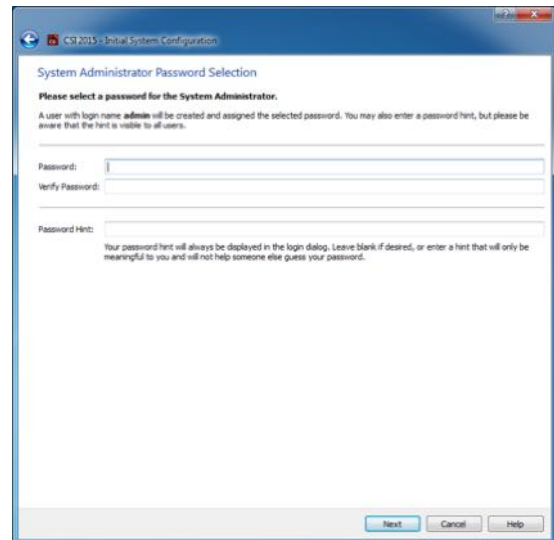 CSI 2015 - Initial System Configuration
System Administrator Password Selection
Please select a password for the System Administrator.
A user with login name admin will be created and assigned the selected password. You may also enter a password hint, but please be
aware that the hint is visible to all users.
Password:
Verify Password:
Password Hint:
Your password hint will always be displayed in the login dialog. Leave blank if desired, or enter a hint that will only be
meaningful to you and will not help someone else guess your password.
Next
Cancel
Help